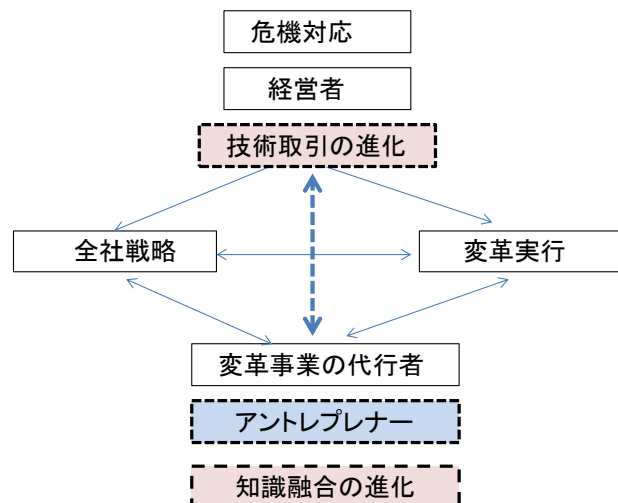 危機対応
経営者
技術取引の進化
全社戦略
変革実行
変革事業の代行者
アントレプレナー
知識融合の進化